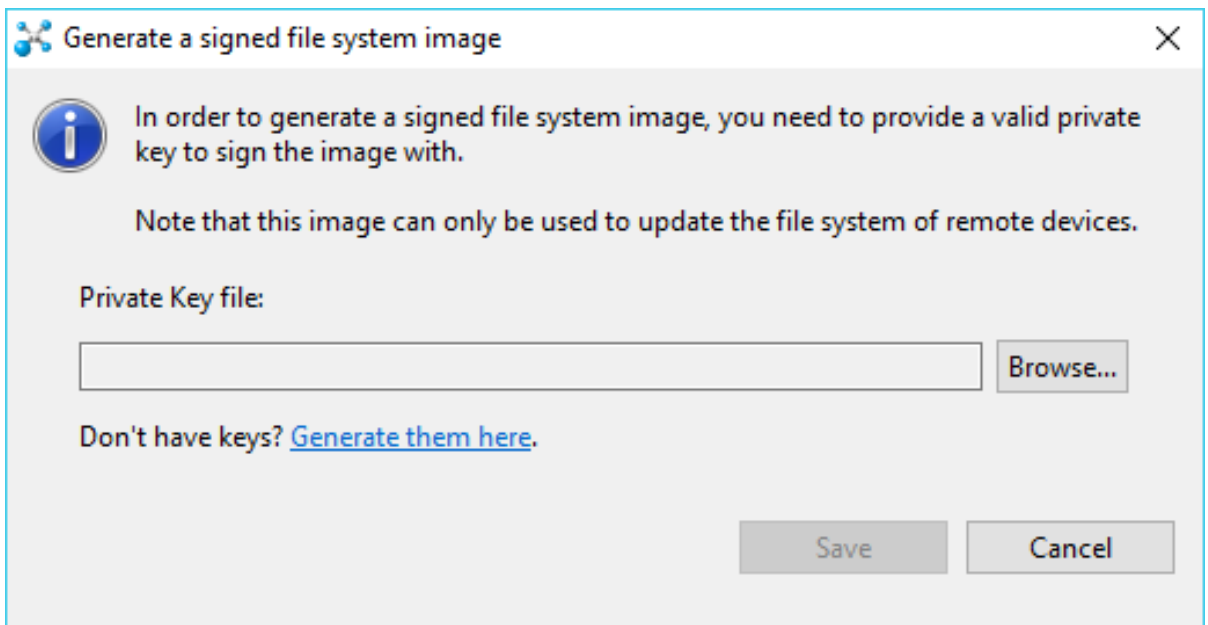 Generate a signed file system image
In order to generate a signed file system image, you need to provide a valid private
key to sign the image with.
Note that this image can only be used to update the file system of remote devices.
Private Key file:
Browse...
Don't have keys? Generate them here.
Save
Cancel